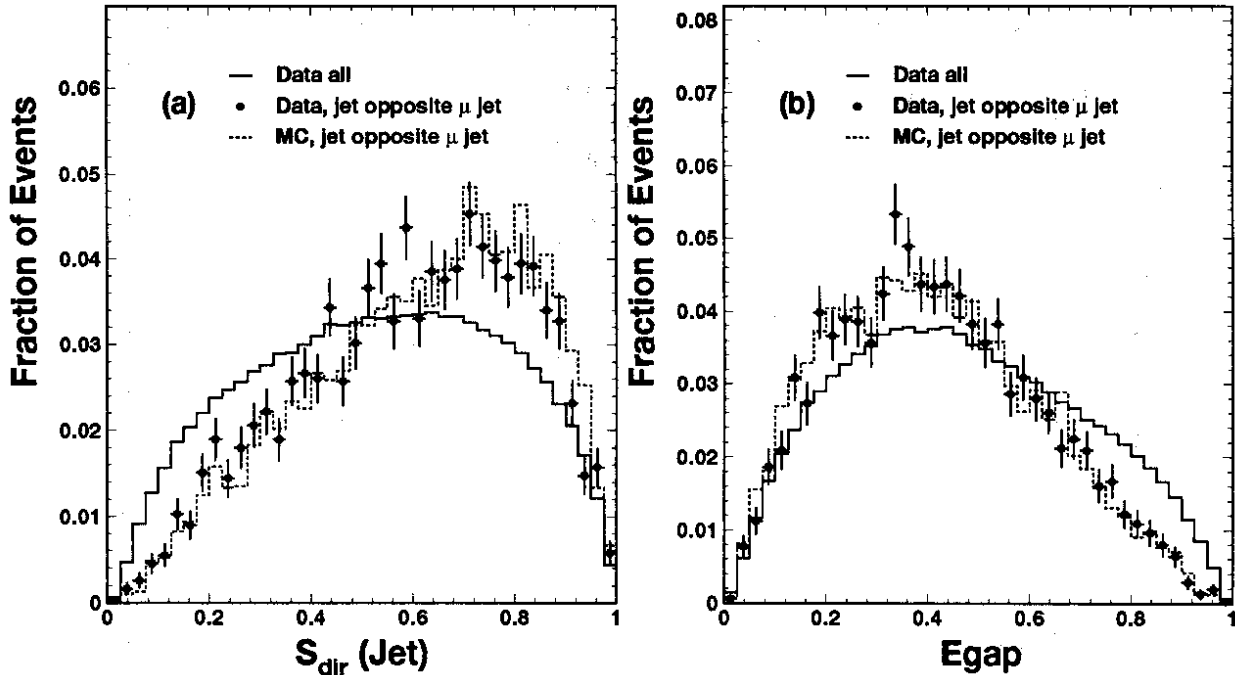 Fraction of Events
0.06
0.05
0.04
0.03
0.02
0.01
0
(a)
Data all
Data, jet opposite μ jet
MC, jet opposite μ jet
0 0.2 0.4 0.6 0.8 1
S_dir (Jet)
Fraction of Events
0.08
0.07
0.06
0.05
0.04
0.03
0.02
0.01
0
(b)
Data all
Data, jet opposite μ jet
MC, jet opposite μ jet
0 0.2 0.4 0.6 0.8 1
Egap